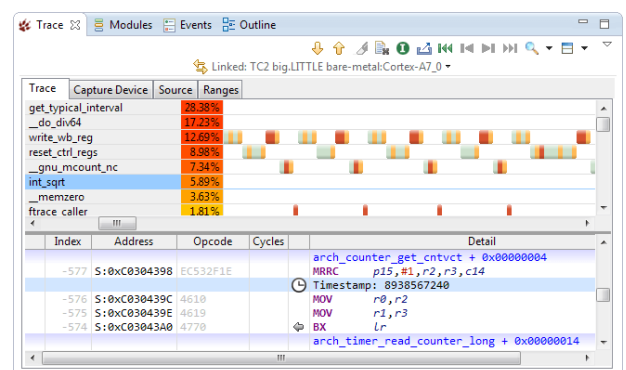 Trace Modules Events Outline
Linked: TC2 big.LITTLE bare-metal:Cortex-A7_0
Trace Capture Device Source Ranges
get_typical_interval 28.38%
__do_div64 17.23%
write_wb_reg 12.69%
reset_ctrl_regs 8.98%
__gnu_mcount_nc 7.34%
int_sqrt 5.89%
__memzero 3.63%
ftrace_caller 1.81%
Index Address Opcode Cycles Detail
arch_counter_get_cntvct + 0x00000004
-577 S:0xC0304398 EC532F1E MRRC p15,#1,r2,r3,c14
Timestamp: 8938567240
-576 S:0xC030439C 4610 MOV r0,r2
-575 S:0xC030439E 4619 MOV r1,r3
-574 S:0xC03043A0 4770 BX lr
arch_timer_read_counter_long + 0x00000014